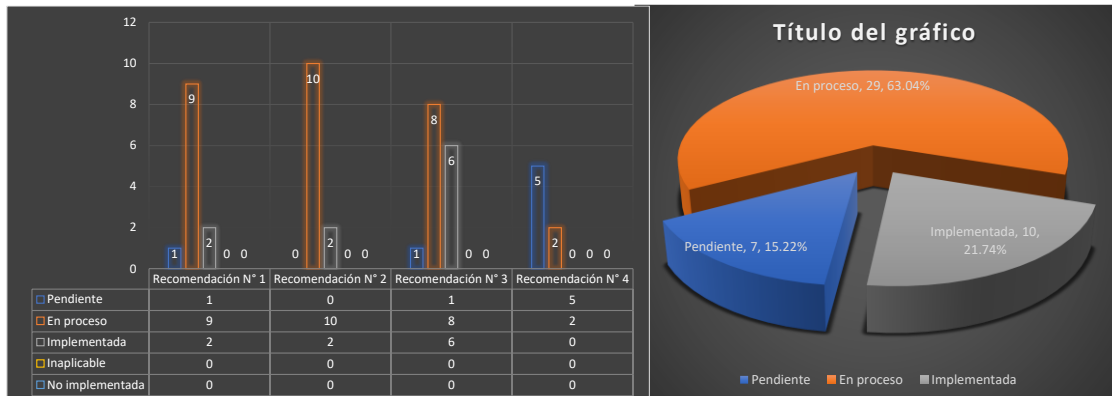 12
10
8
6
4
2
0
1 9 2 0 0
0 10 2 0 0
1 8 6 0 0
5 2 0 0 0
Recomendación N° 1 Recomendación N° 2 Recomendación N° 3 Recomendación N° 4
Pendiente 1 0 1 5
En proceso 9 10 8 2
Implementada 2 2 6 0
Inaplicable 0 0 0 0
No implementada 0 0 0 0
Título del gráfico
En proceso, 29, 63.04%
Pendiente, 7, 15.22%
Implementada, 10,
21.74%
Pendiente En proceso Implementada